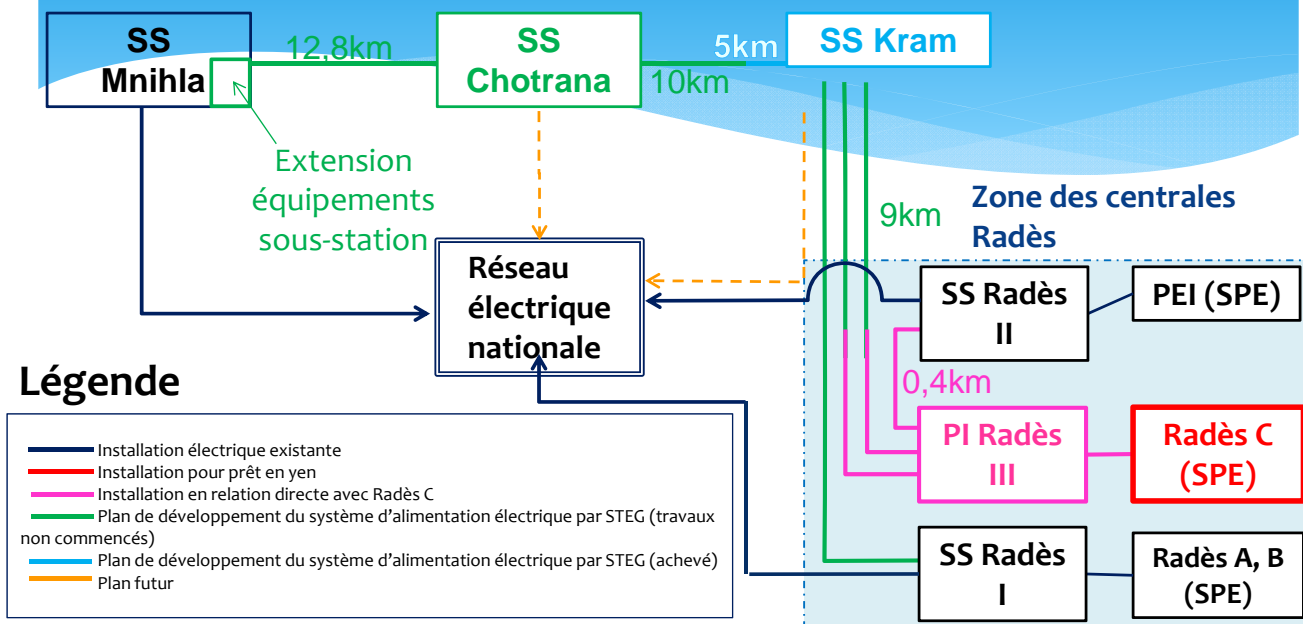 SS
Mnihla
12,8km
SS
Chotrana
5km
10km
SS Kram
Extension
équipements
sous-station
9km
Zone des centrales
Radès
Réseau
électrique
nationale
SS Radès
II
PEI (SPE)
0,4km
PI Radès
III
Radès C
(SPE)
SS Radès
I
Radès A, B
(SPE)
Légende
Installation électrique existante
Installation pour prêt en yen
Installation en relation directe avec Radès C
Plan de développement du système d’alimentation électrique par STEG (travaux
non commencés)
Plan de développement du système d’alimentation électrique par STEG (achevé)
Plan futur